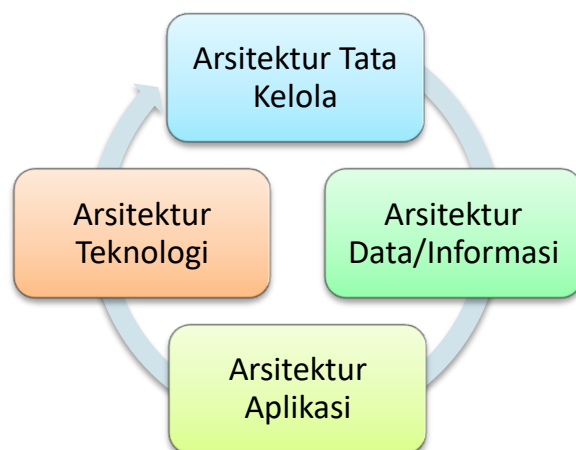 Arsitektur Tata
Kelola
Arsitektur
Teknologi
Arsitektur
Data/Informasi
Arsitektur
Aplikasi